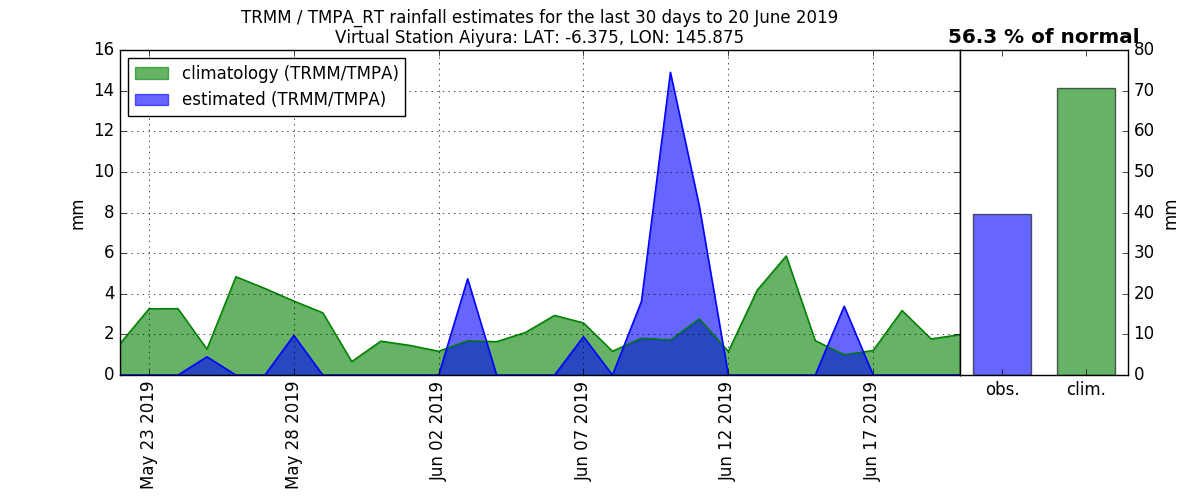 TRMM / TMPA_RT rainfall estimates for the last 30 days to 20 June 2019
Virtual Station Aiyura: LAT: -6.375, LON: 145.875
56.3 % of normal
climatology (TRMM/TMPA)
estimated (TRMM/TMPA)
16
14
12
10
8
6
4
2
0
mm
May 23 2019
May 28 2019
Jun 02 2019
Jun 07 2019
Jun 12 2019
Jun 17 2019
obs.
clim.
80
70
60
50
40
30
20
10
0
mm